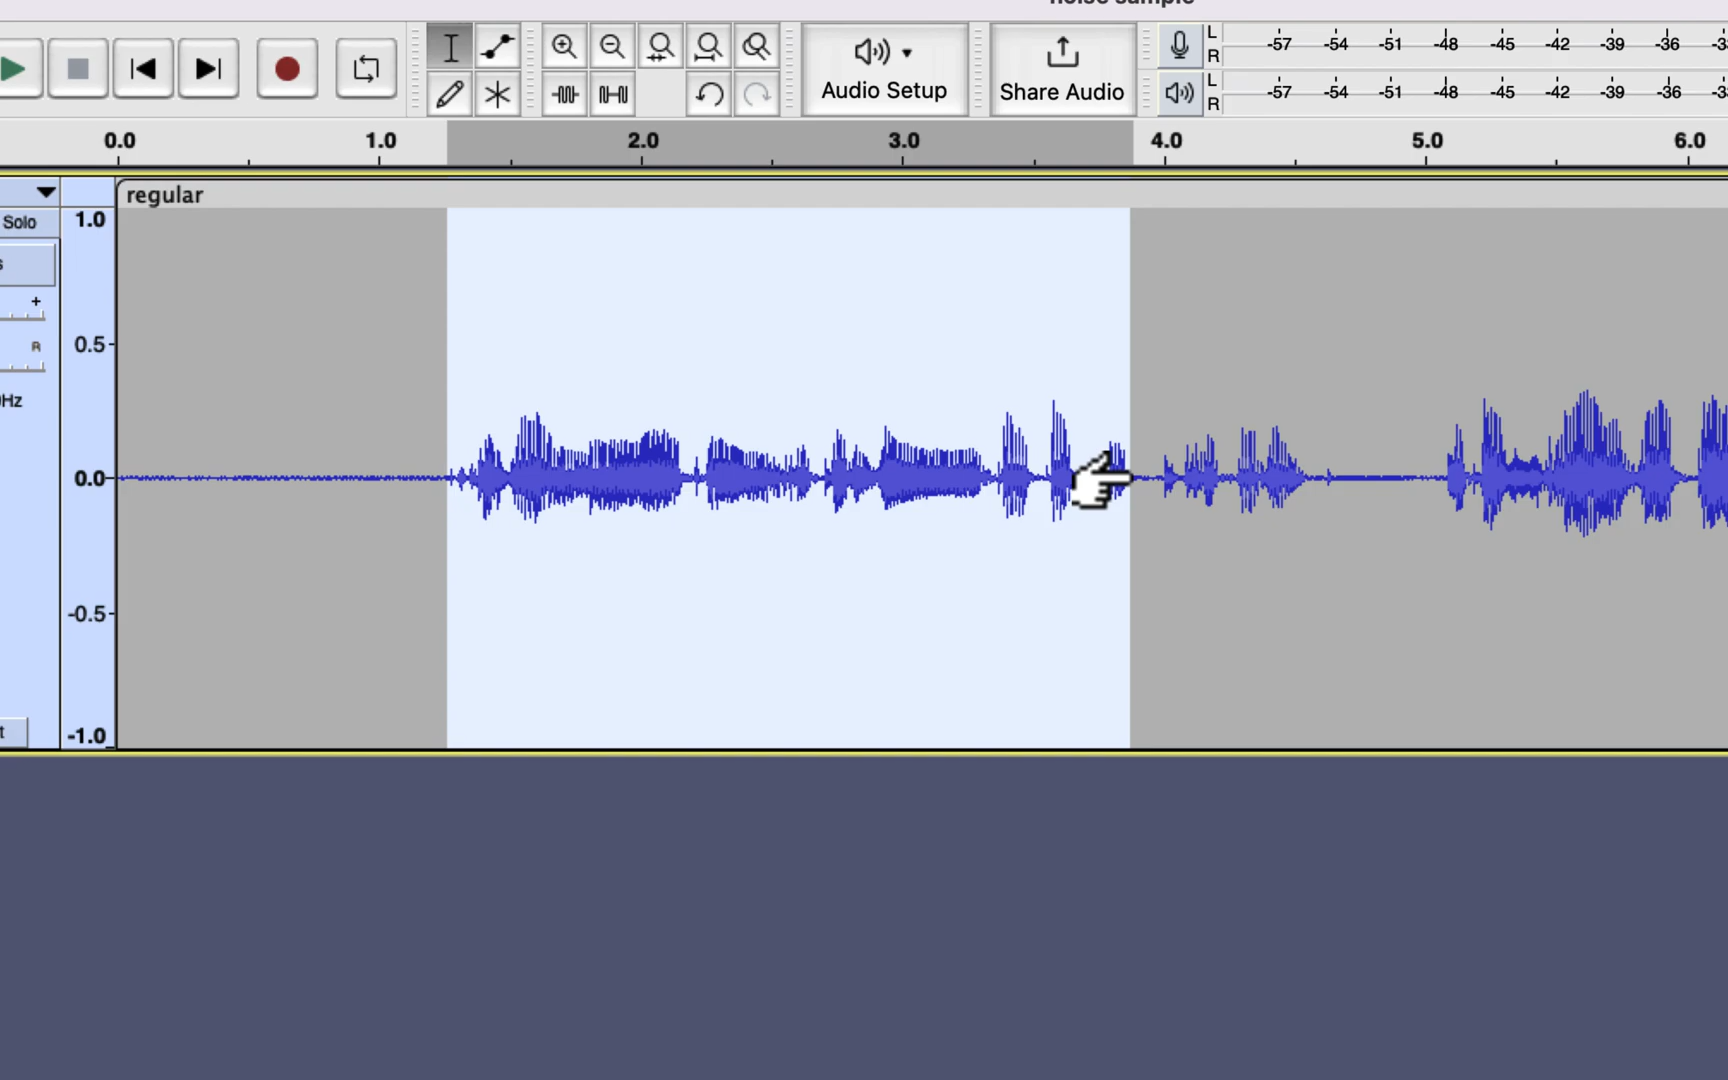 noise sample
Audio Setup
Share Audio
L
R
-57 -54 -51 -48 -45 -42 -39 -36
L
R
-57 -54 -51 -48 -45 -42 -39 -36
0.0 1.0 2.0 3.0 4.0 5.0 6.0
regular
Solo
1.0
+
0.5
R
Hz
0.0
-0.5
-1.0